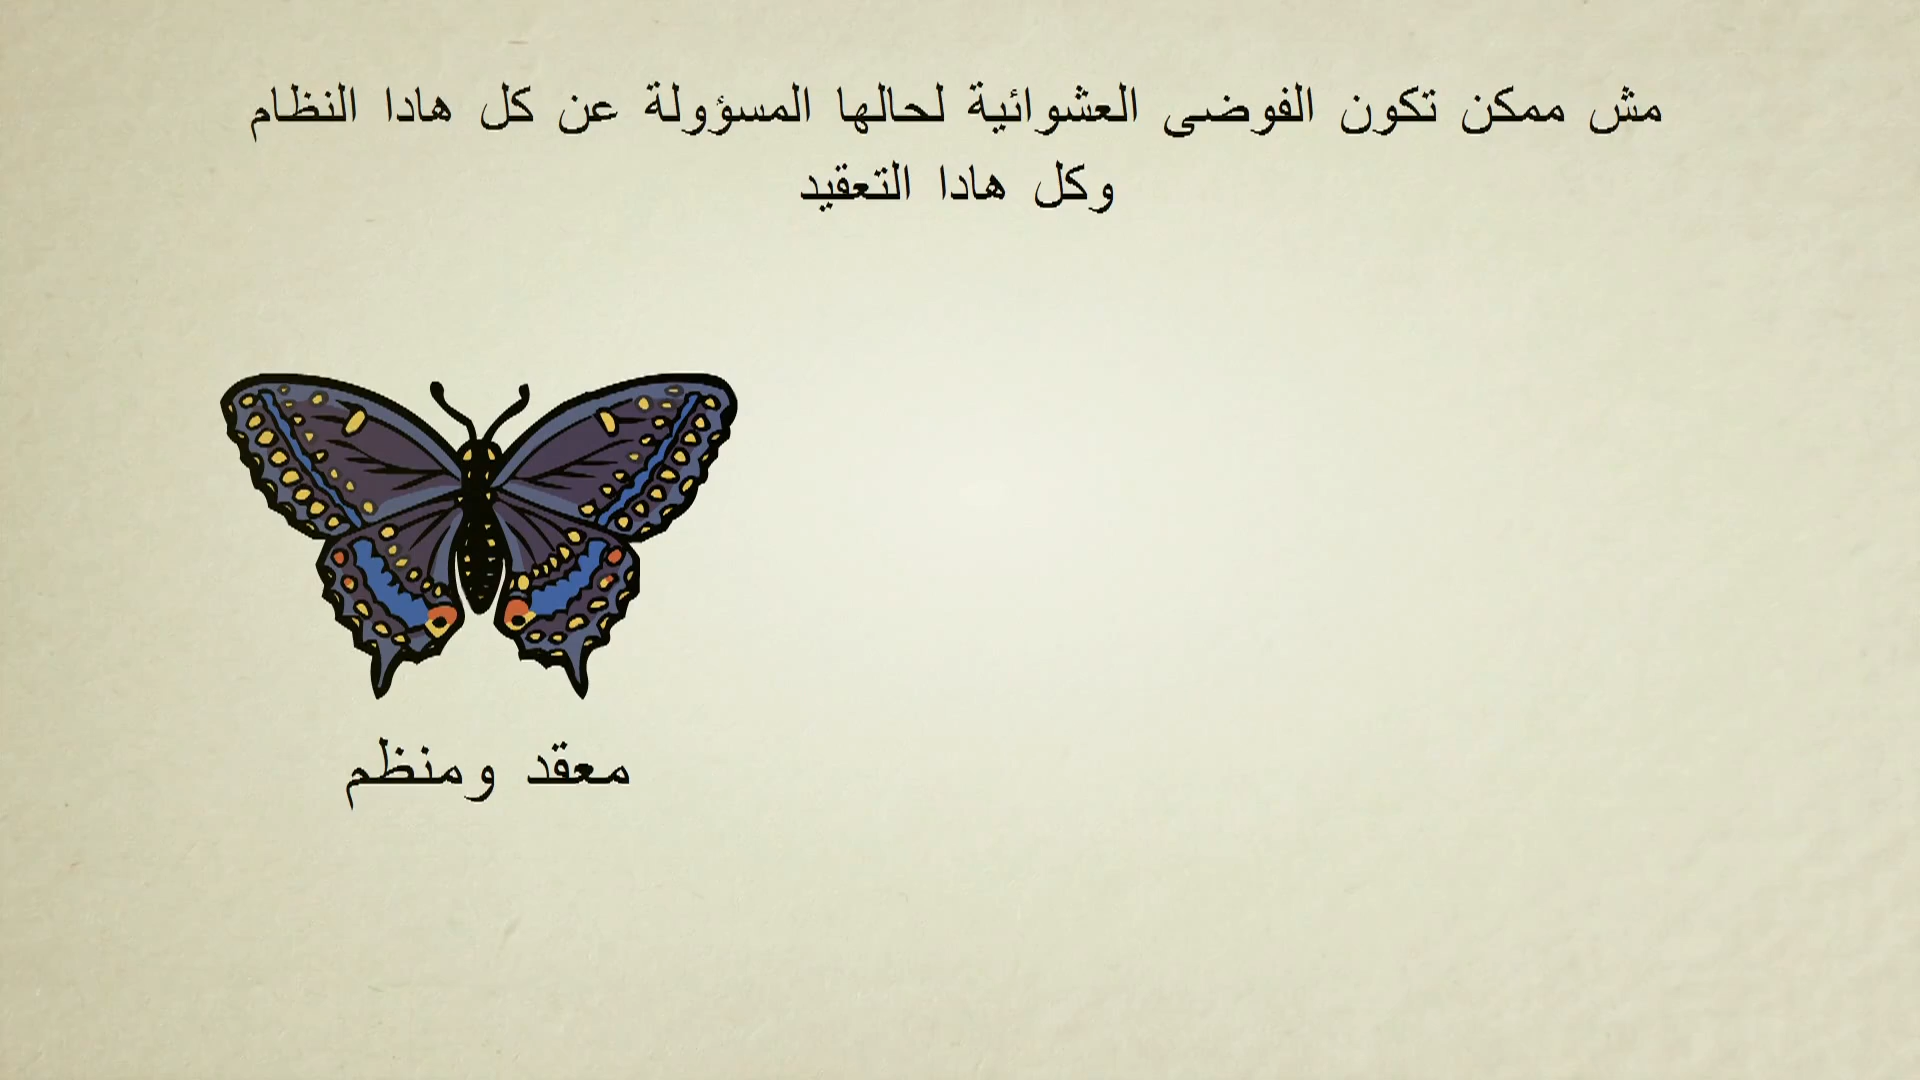 مش ممكن تكون الفوضى العشوائية لحالها المسؤولة عن كل هادا النظام
وكل هادا التعقيد
معقد ومنظم